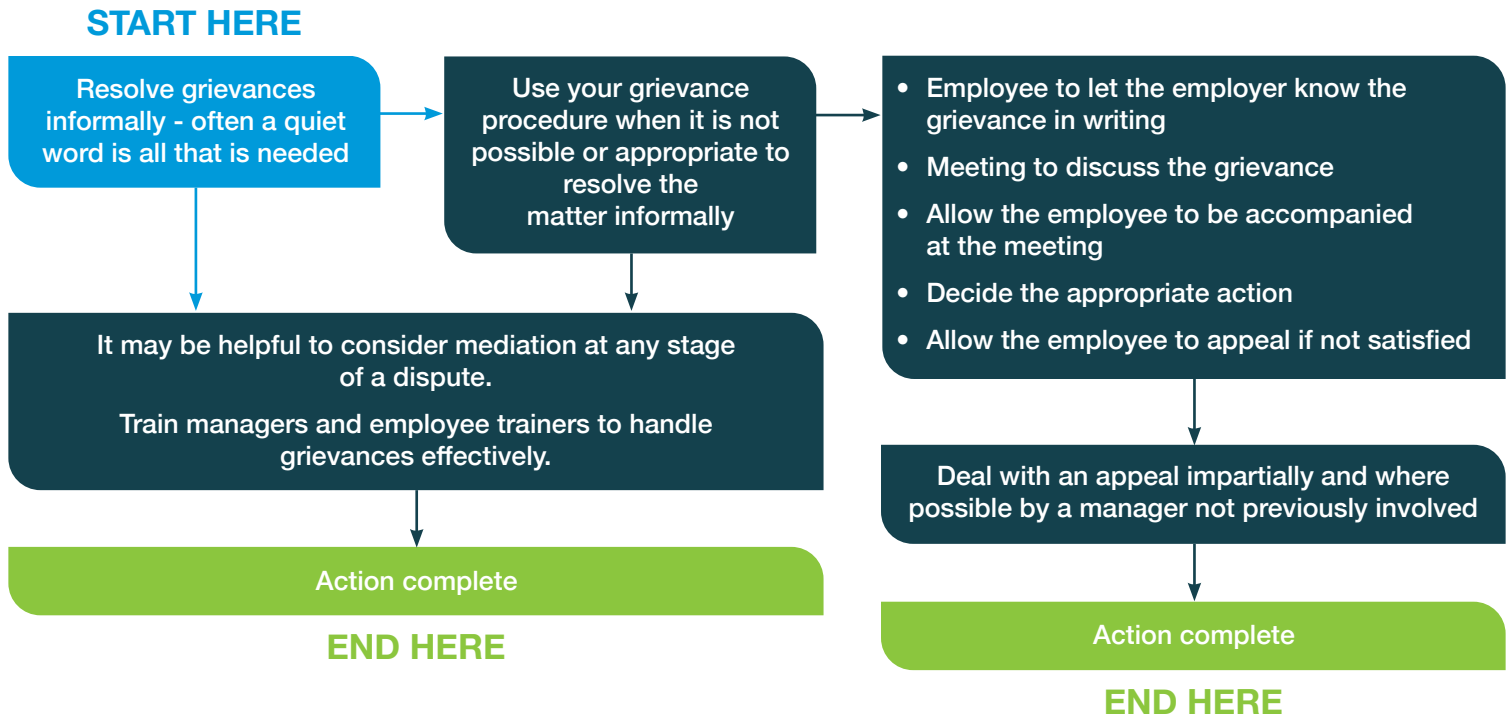 START HERE
Resolve grievances
informally - often a quiet
word is all that is needed
Use your grievance
procedure when it is not
possible or appropriate to
resolve the
matter informally
• Employee to let the employer know the
grievance in writing
• Meeting to discuss the grievance
• Allow the employee to be accompanied
at the meeting
• Decide the appropriate action
• Allow the employee to appeal if not satisfied
It may be helpful to consider mediation at any stage
of a dispute.
Train managers and employee trainers to handle
grievances effectively.
Deal with an appeal impartially and where
possible by a manager not previously involved
Action complete
END HERE
Action complete
END HERE